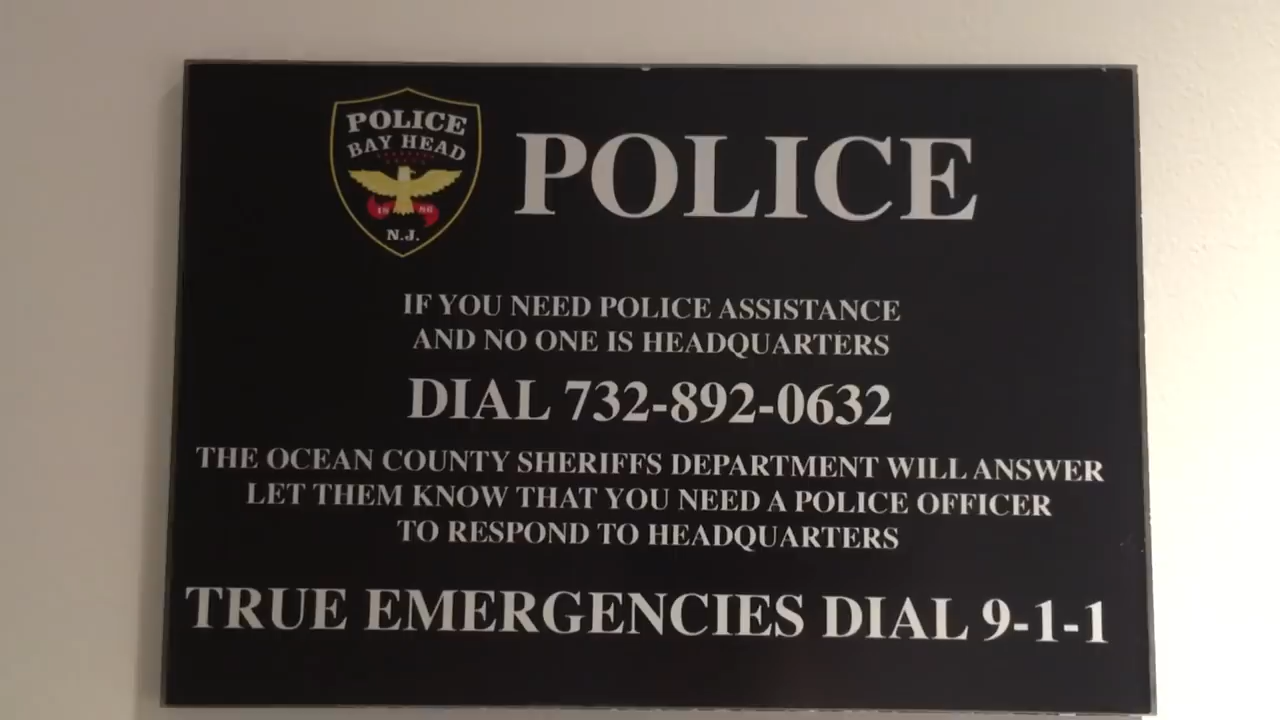 POLICE
BAY HEAD
18 86
N.J.
POLICE
IF YOU NEED POLICE ASSISTANCE
AND NO ONE IS HEADQUARTERS
DIAL 732-892-0632
THE OCEAN COUNTY SHERIFFS DEPARTMENT WILL ANSWER
LET THEM KNOW THAT YOU NEED A POLICE OFFICER
TO RESPOND TO HEADQUARTERS
TRUE EMERGENCIES DIAL 9-1-1